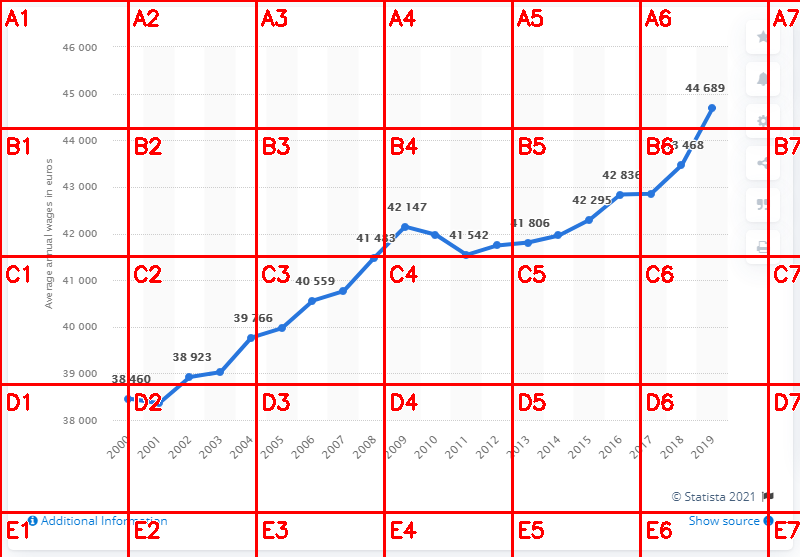 A1 A2 A3 A4 A5 A6 A7
46 000
45 000
44 689
B1 B2 B3 B4 B5 B6 B7
44 000
43 000
42 836
42 295
42 147
42 000
41 806
41 542
41 483
Average annual wages in euros
C1 C2 C3 C4 C5 C6 C7
41 000
40 559
40 000
39 766
39 000
38 923
38 460
D1 D2 D3 D4 D5 D6 D7
38 000
2000 2001 2002 2003 2004 2005 2006 2007 2008 2009 2010 2011 2012 2013 2014 2015 2016 2017 2018 2019
© Statista 2021
E1 E2 E3 E4 E5 E6 E7
Additional Information
Show source